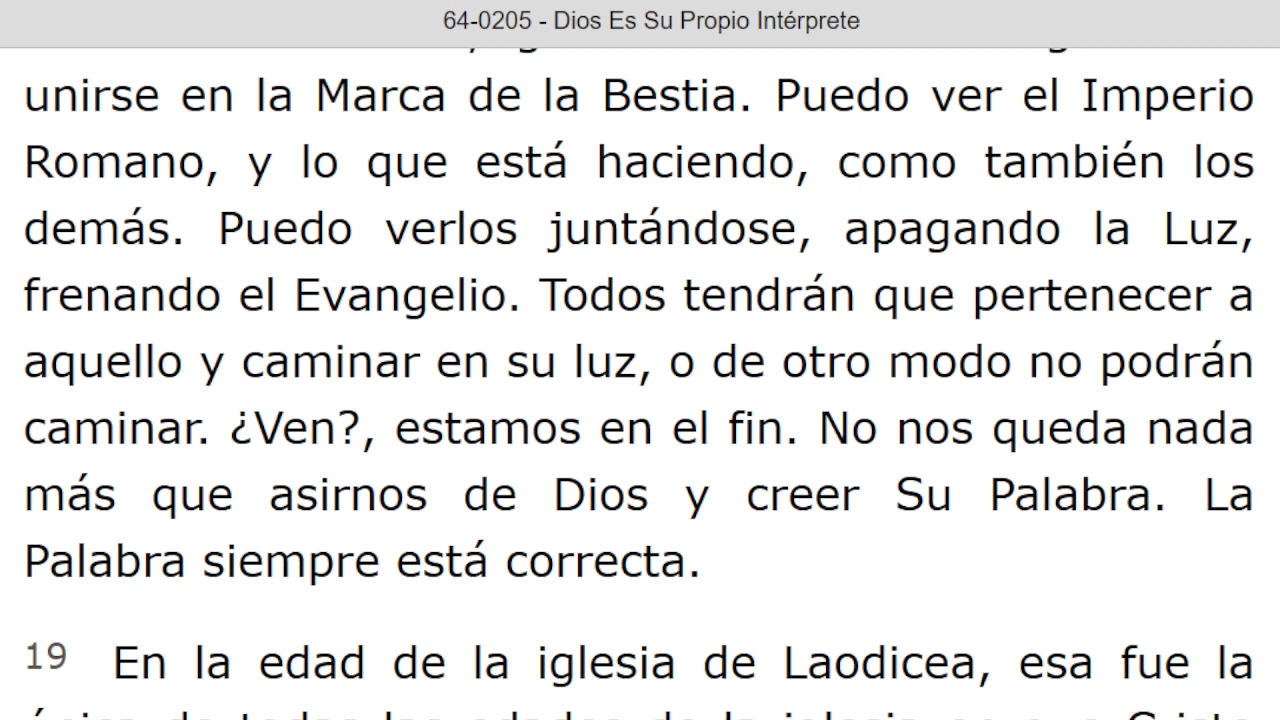 64-0205 - Dios Es Su Propio Intérprete
unirse en la Marca de la Bestia. Puedo ver el Imperio
Romano, y lo que está haciendo, como también los
demás. Puedo verlos juntándose, apagando la Luz,
frenando el Evangelio. Todos tendrán que pertenecer a
aquello y caminar en su luz, o de otro modo no podrán
caminar. ¿Ven?, estamos en el fin. No nos queda nada
más que asirnos de Dios y creer Su Palabra. La
Palabra siempre está correcta.
19 En la edad de la iglesia de Laodicea, esa fue la